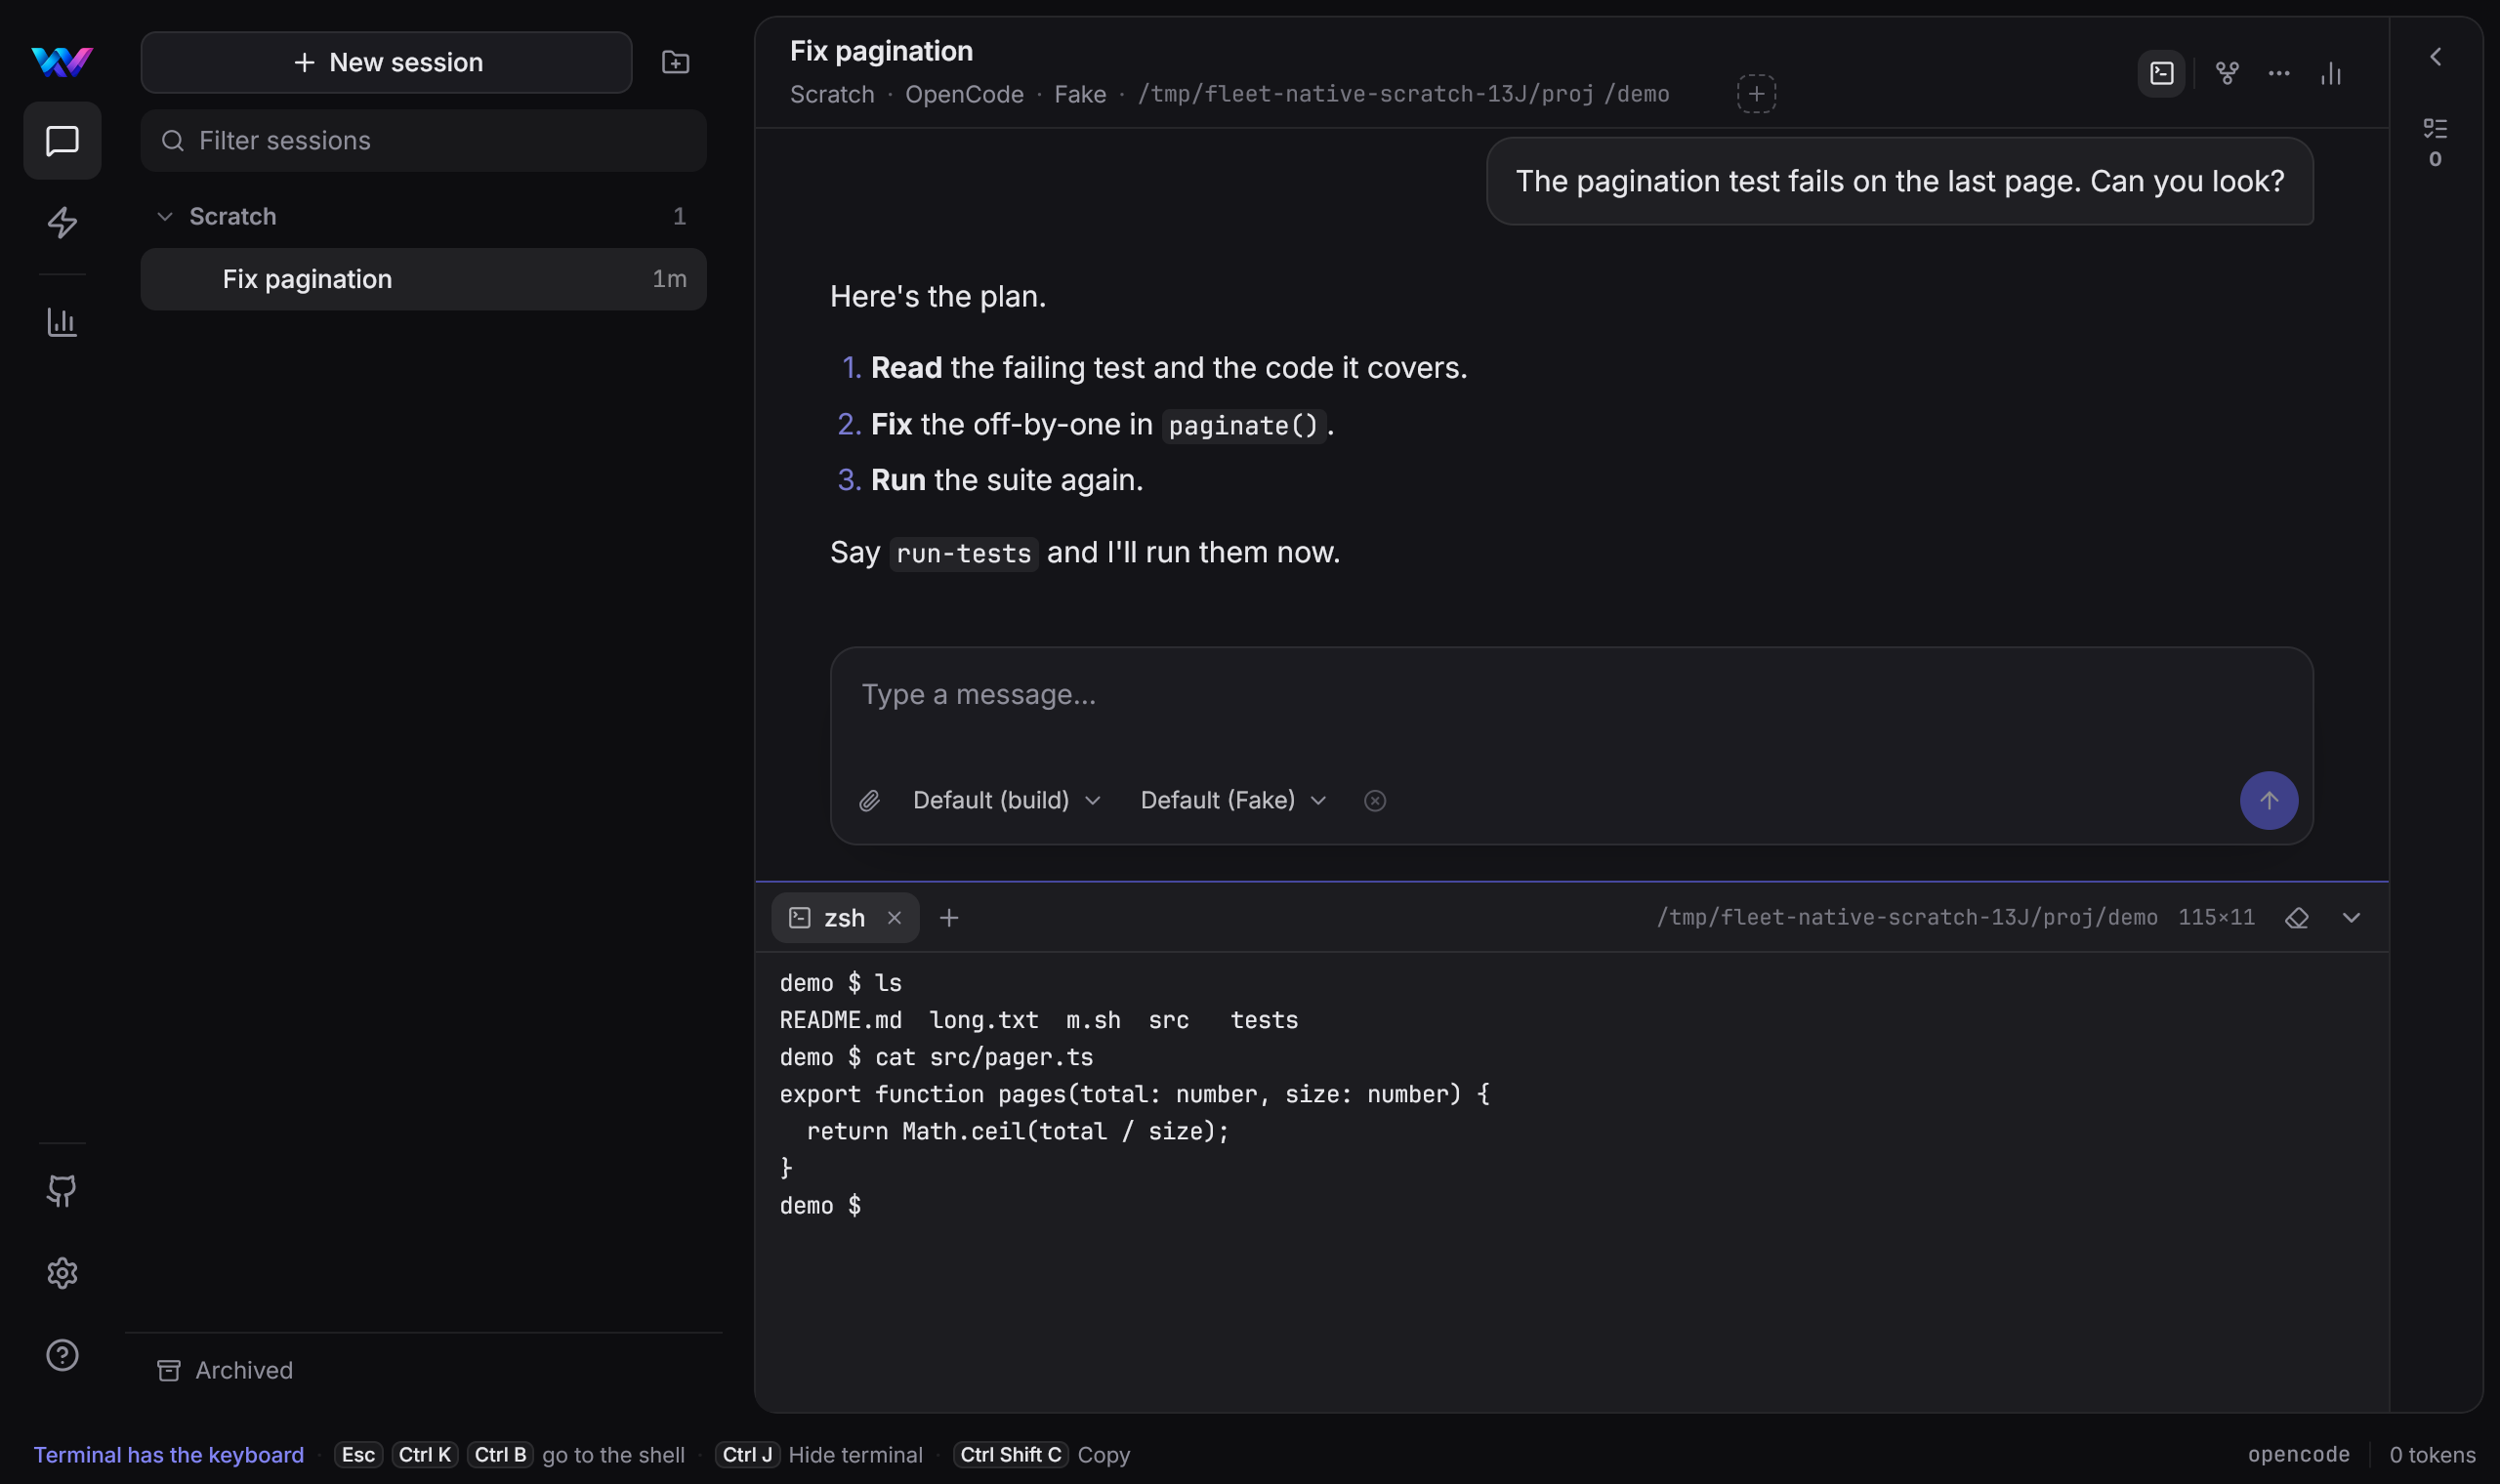 New session
Filter sessions
Scratch 1
Fix pagination 1m
Archived
Fix pagination
Scratch · OpenCode · Fake · /tmp/fleet-native-scratch-13J/proj /demo
0
The pagination test fails on the last page. Can you look?
Here's the plan.
1. Read the failing test and the code it covers.
2. Fix the off-by-one in paginate().
3. Run the suite again.
Say run-tests and I'll run them now.
Type a message...
Default (build) Default (Fake)
zsh /tmp/fleet-native-scratch-13J/proj/demo 115×11
demo $ ls
README.md  long.txt  m.sh  src   tests
demo $ cat src/pager.ts
export function pages(total: number, size: number) {
  return Math.ceil(total / size);
}
demo $
Terminal has the keyboard · Esc Ctrl K Ctrl B go to the shell · Ctrl J Hide terminal · Ctrl Shift C Copy
opencode 0 tokens